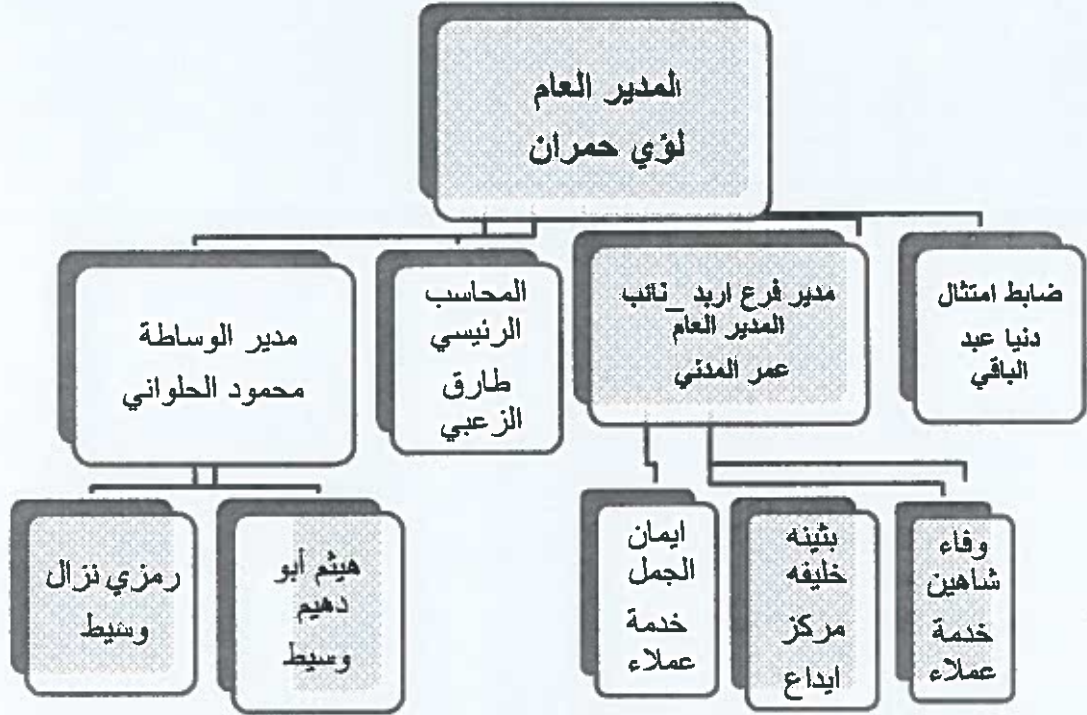 المدير العام
لؤي حمران
ضابط امتثال
دنيا عبد
الباقي
مدير فرع اربد _نائب
المدير العام
عمر المدني
المحاسب
الرئيسي
طارق
الزعبي
مدير الوساطة
محمود الحلواني
وفاء
شاهين
خدمة
عملاء
بثينه
خليفه
مركز
ايداع
ايمان
الجمل
خدمة
عملاء
هيثم أبو
دهيم
وسيط
رمزي نزال
وسيط